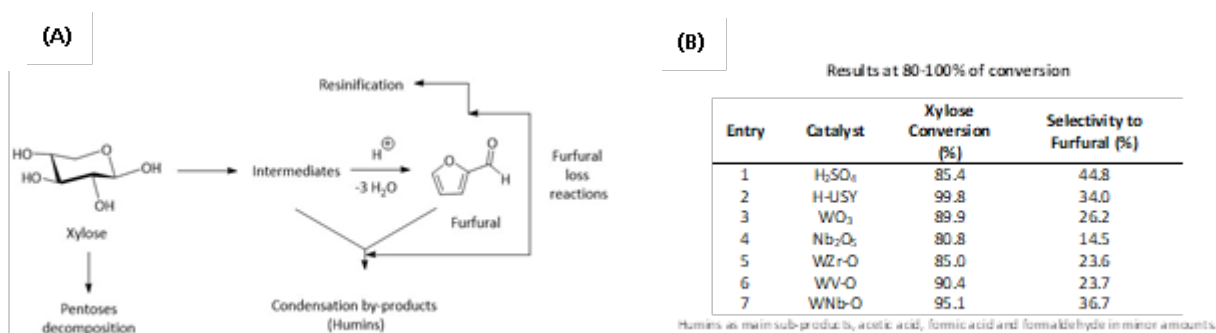 (A)
Resinification
HO
HO
O
OH
OH
Xylose
Intermediates
H⊕
-3 H₂O
O
O
H
Furfural
Furfural
loss
reactions
Pentoses
decomposition
Condensation by-products
(Humins)
(B)
Results at 80-100% of conversion
Entry Catalyst Xylose Conversion (%) Selectivity to Furfural (%)
1 H₂SO₄ 85.4 44.8
2 H-USY 99.8 34.0
3 WO₃ 89.9 26.2
4 Nb₂O₅ 80.8 14.5
5 WZr-O 85.0 23.6
6 WV-O 90.4 23.7
7 WNb-O 95.1 36.7
Humins as main sub-products, acetic acid, formic acid and formaldehyde in minor amounts.